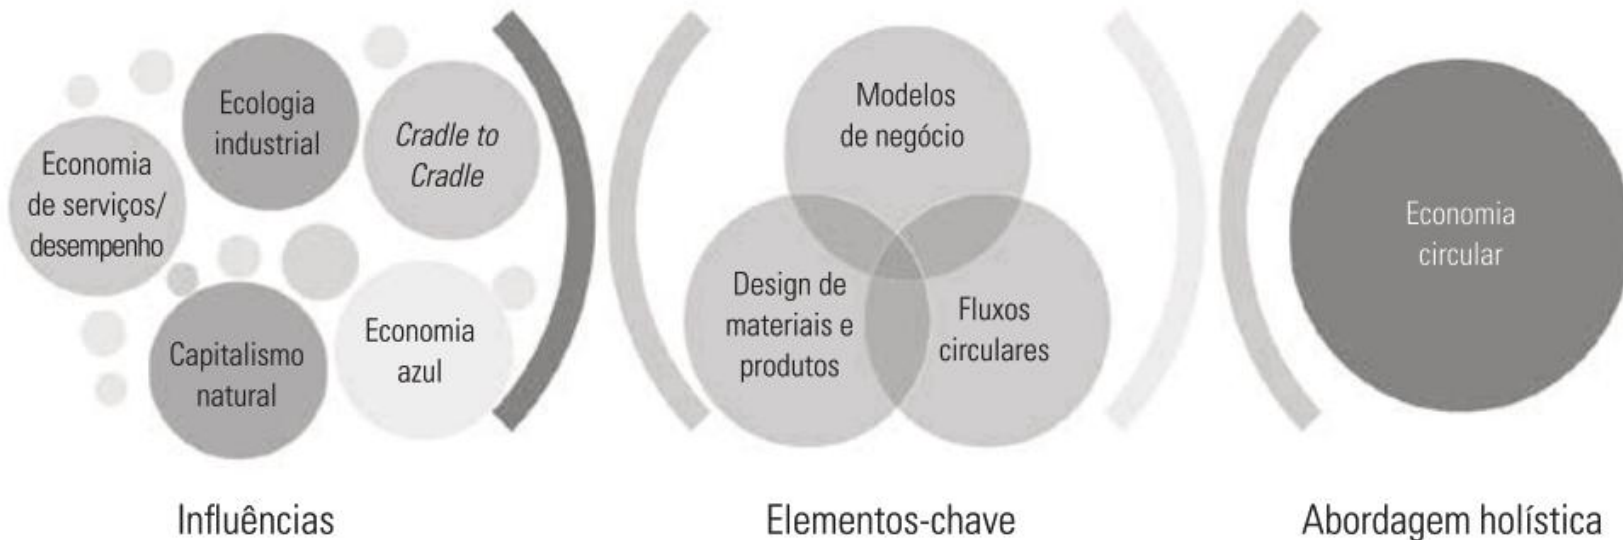 Economia
de serviços/
desempenho
Ecologia
industrial
Cradle to
Cradle
Capitalismo
natural
Economia
azul
Influências
Modelos
de negócio
Design de
materiais e
produtos
Fluxos
circulares
Elementos-chave
Economia
circular
Abordagem holística